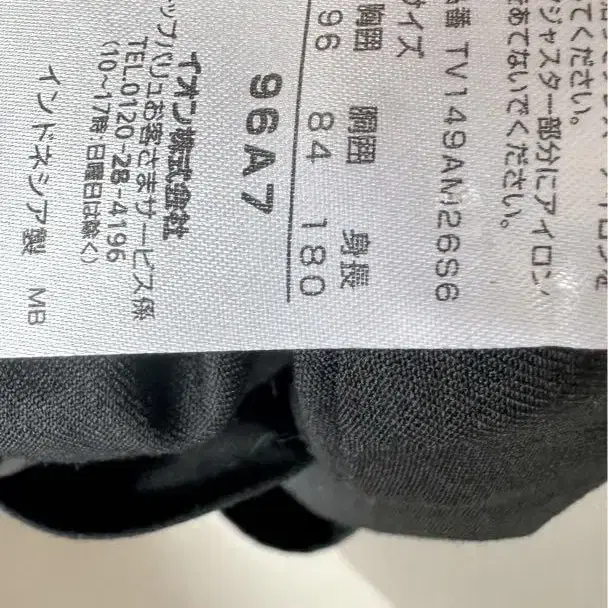 てください。
ジャスター部分にアイロン
をあてないでください。
品番 TV149AM26S6
サイズ
胸囲 胴囲 身長
96 84 180
96A7
イオン株式会社
ップバリュお客さまサービス係
TEL.0120-28-4196
(10~17時 日曜日は除く)
インドネシア製 MB